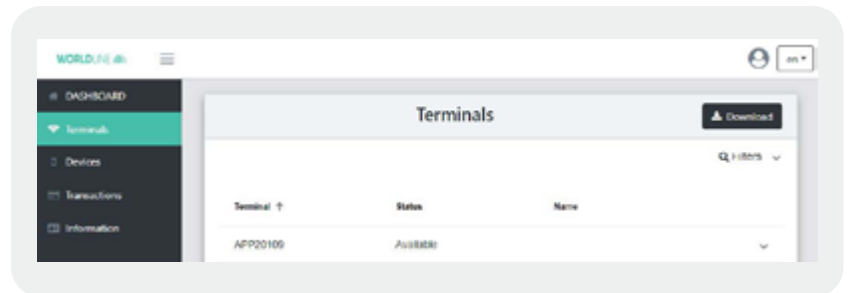 WORLDLINE
en
DASHBOARD
Terminals
Devices
Transactions
Information
Terminals
Download
Filters
Terminal ↑
Status
Name
APP20109
Available